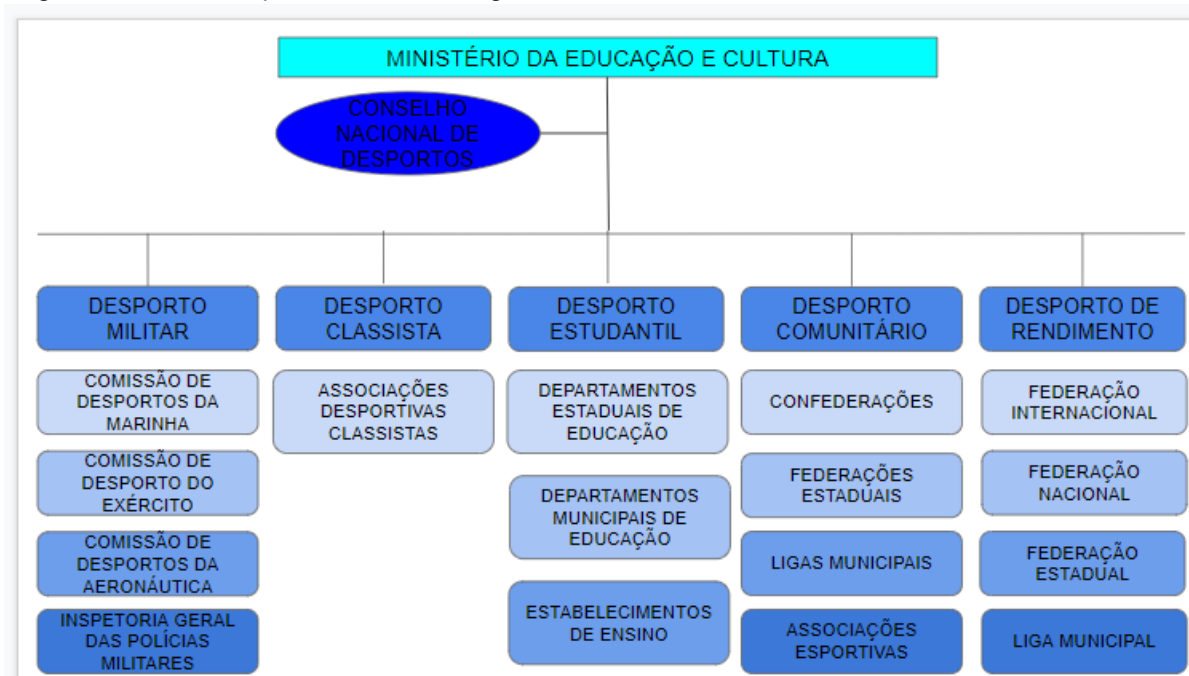 MINISTÉRIO DA EDUCAÇÃO E CULTURA
CONSELHO
NACIONAL DE
DESPORTOS
DESPORTO
MILITAR
DESPORTO
CLASSISTA
DESPORTO
ESTUDANTIL
DESPORTO
COMUNITÁRIO
DESPORTO DE
RENDIMENTO
COMISSÃO DE
DESPORTOS DA
MARINHA
ASSOCIAÇÕES
DESPORTIVAS
CLASSISTAS
DEPARTAMENTOS
ESTADUAIS DE
EDUCAÇÃO
CONFEDERAÇÕES
FEDERAÇÃO
INTERNACIONAL
COMISSÃO DE
DESPORTO DO
EXÉRCITO
DEPARTAMENTOS
MUNICIPAIS DE
EDUCAÇÃO
FEDERAÇÕES
ESTADUAIS
FEDERAÇÃO
NACIONAL
COMISSÃO DE
DESPORTOS DA
AERONÁUTICA
LIGAS MUNICIPAIS
FEDERAÇÃO
ESTADUAL
INSPETORIA GERAL
DAS POLÍCIAS
MILITARES
ESTABELECIMENTOS
DE ENSINO
ASSOCIAÇÕES
ESPORTIVAS
LIGA MUNICIPAL